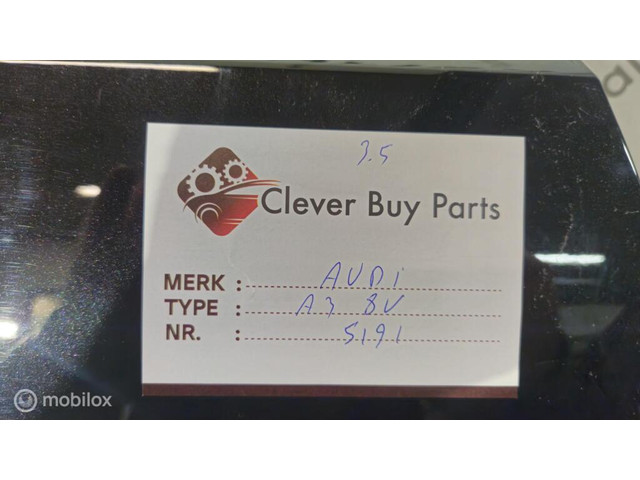 3.5
Clever Buy Parts
MERK : AUDI
TYPE : A3 8V
NR. : 5191
mobilox